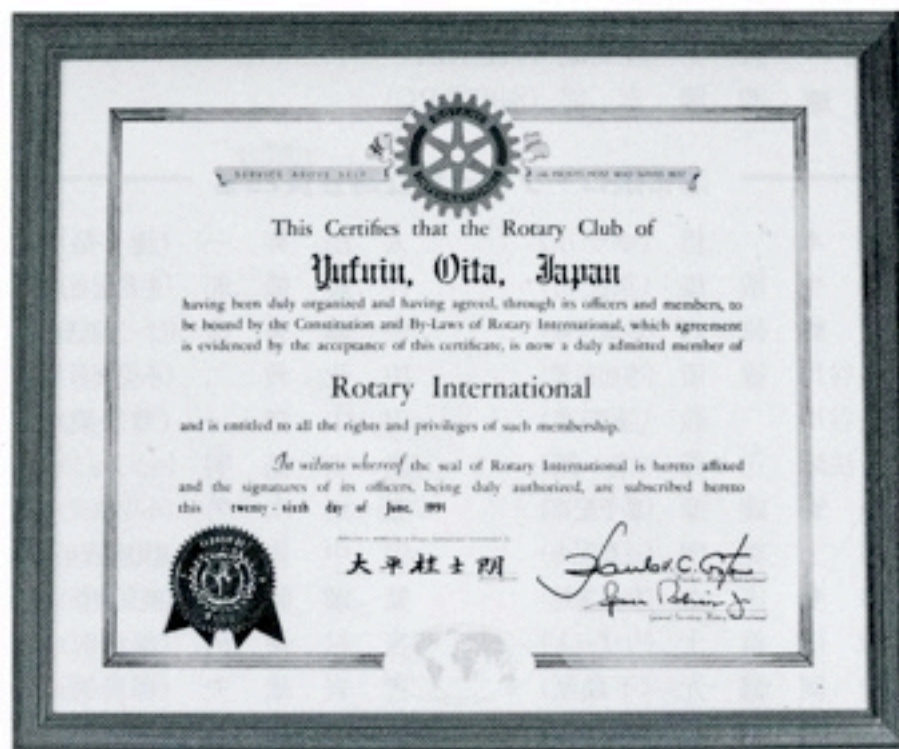 SERVICE ABOVE SELF
HE PROFITS MOST WHO SERVES BEST
ROTARY
INTERNATIONAL
This Certifies that the Rotary Club of
Yufuin, Oita, Japan
having been duly organized and having agreed, through its officers and members, to
be bound by the Constitution and By-Laws of Rotary International, which agreement
is evidenced by the acceptance of this certificate, is now a duly admitted member of
Rotary International
and is entitled to all the rights and privileges of such membership.
In witness whereof the seal of Rotary International is hereto affixed
and the signatures of its officers, being duly authorized, are subscribed hereto
this twenty-sixth day of June, 1991